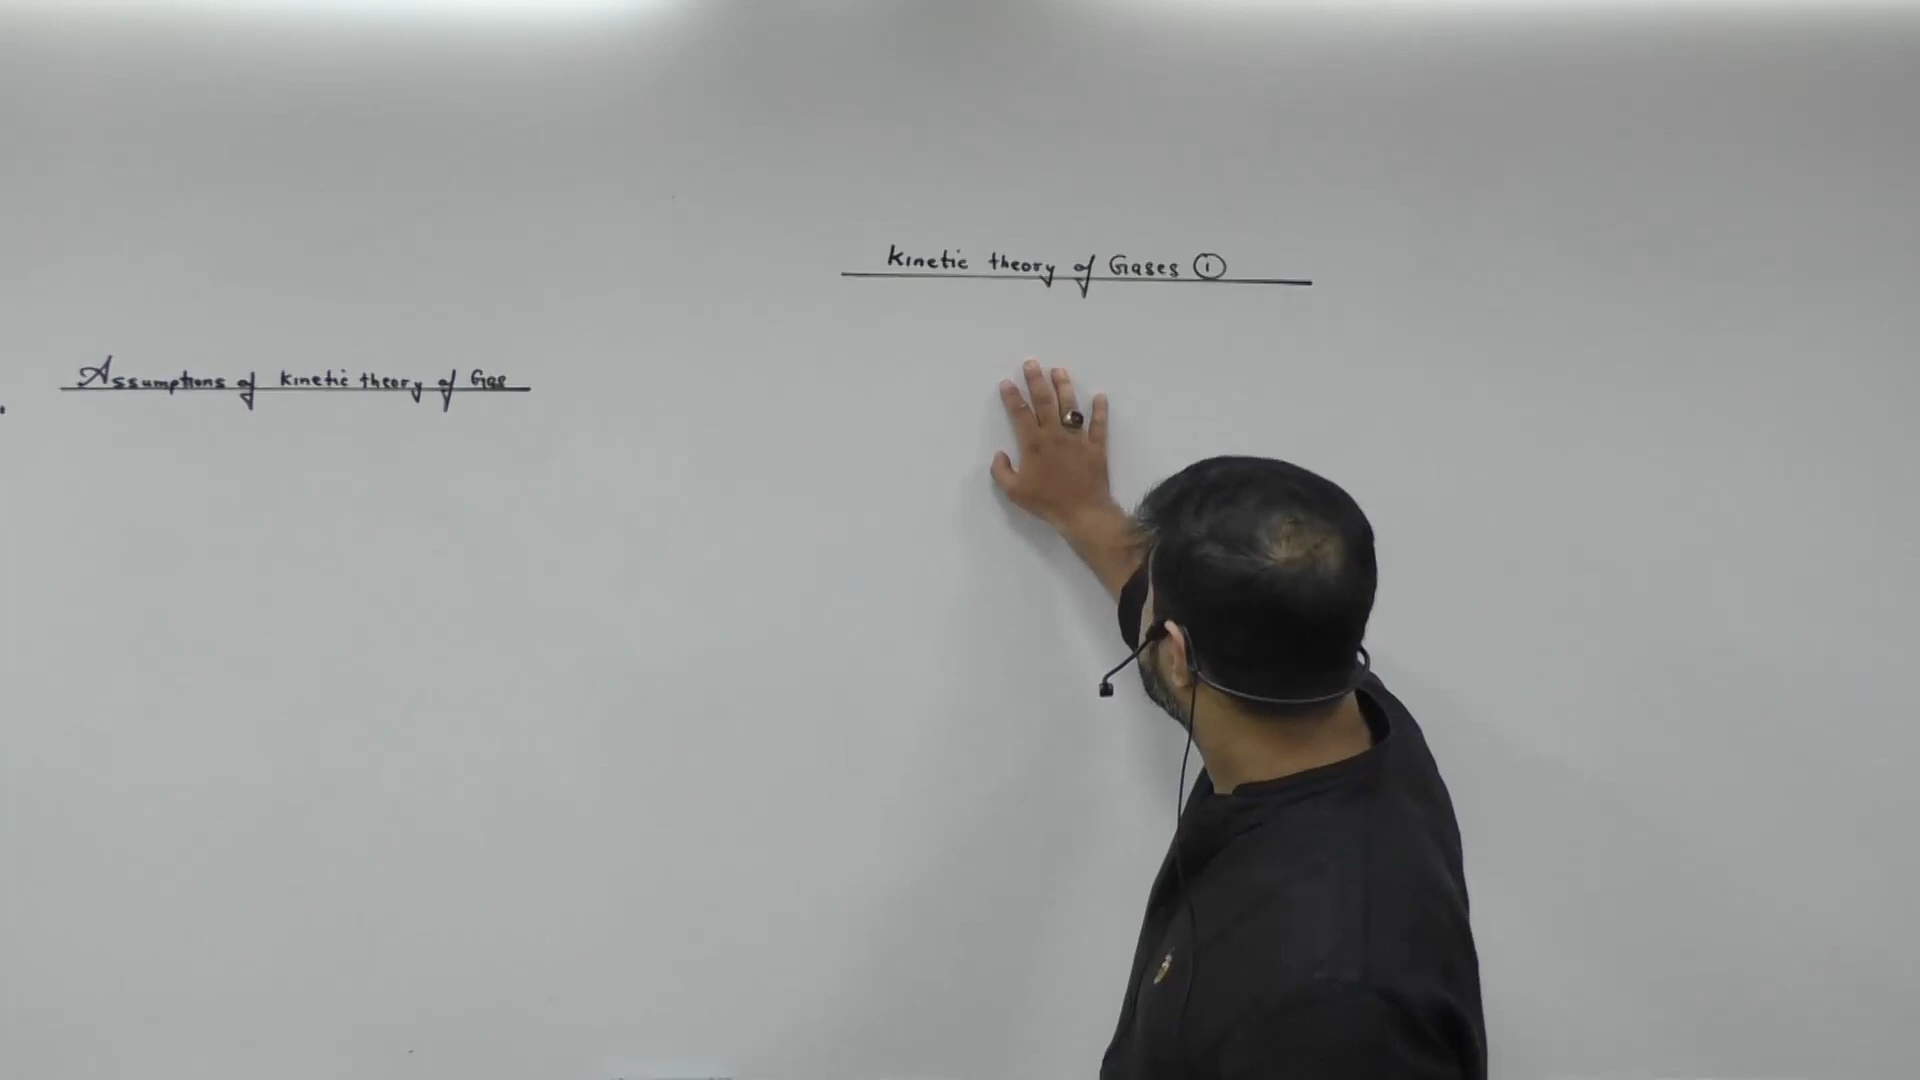 Kinetic theory of Gases ①
Assumptions of kinetic theory of Gas